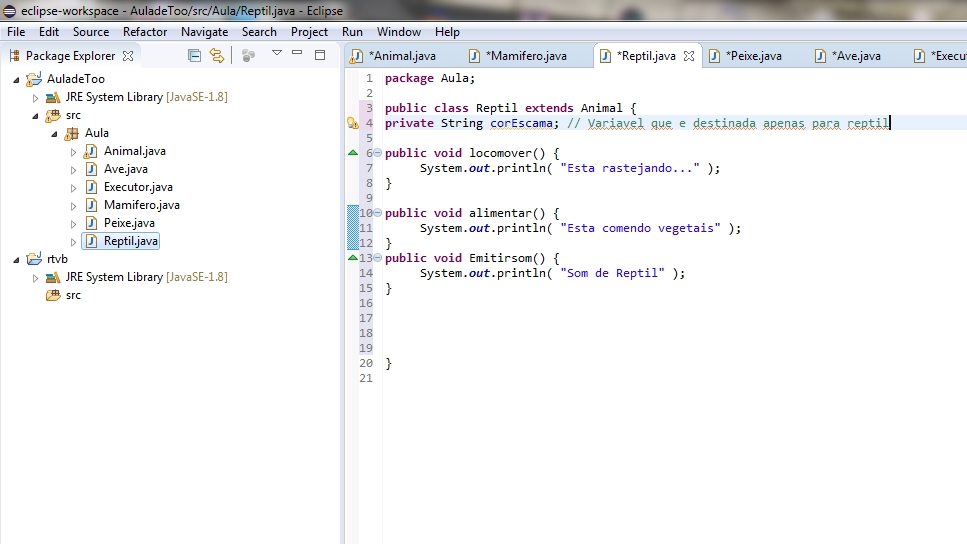 eclipse-workspace - AuladeToo/src/Aula/Reptil.java - Eclipse
File Edit Source Refactor Navigate Search Project Run Window Help
Package Explorer
AuladeToo
JRE System Library [JavaSE-1.8]
src
Aula
Animal.java
Ave.java
Executor.java
Mamifero.java
Peixe.java
Reptil.java
rtvb
JRE System Library [JavaSE-1.8]
src
*Animal.java *Mamifero.java *Reptil.java *Peixe.java *Ave.java *Execu
1 package Aula;
2
3 public class Reptil extends Animal {
4 private String corEscama; // Variavel que e destinada apenas para reptil
5
6 public void locomover() {
7 System.out.println( "Esta rastejando..." );
8 }
9
10 public void alimentar() {
11 System.out.println( "Esta comendo vegetais" );
12 }
13 public void Emitirsom() {
14 System.out.println( "Som de Reptil" );
15 }
16
17
18
19
20 }
21